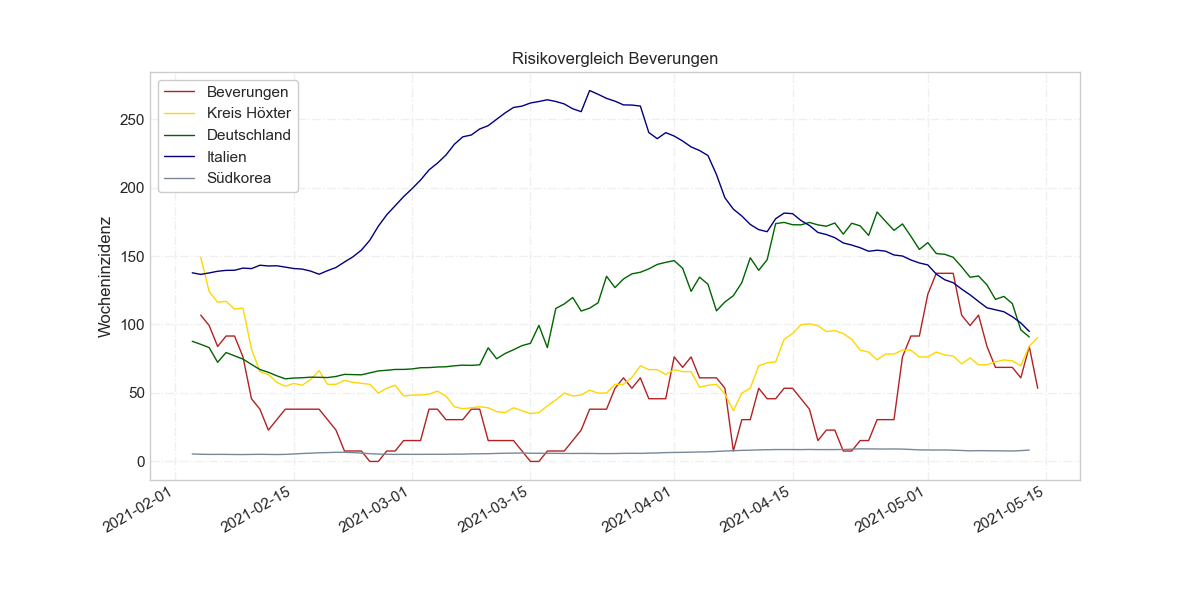 Risikovergleich Beverungen
Beverungen
Kreis Höxter
Deutschland
Italien
Südkorea
Wocheninzidenz
250
200
150
100
50
0
2021-02-01
2021-02-15
2021-03-01
2021-03-15
2021-04-01
2021-04-15
2021-05-01
2021-05-15